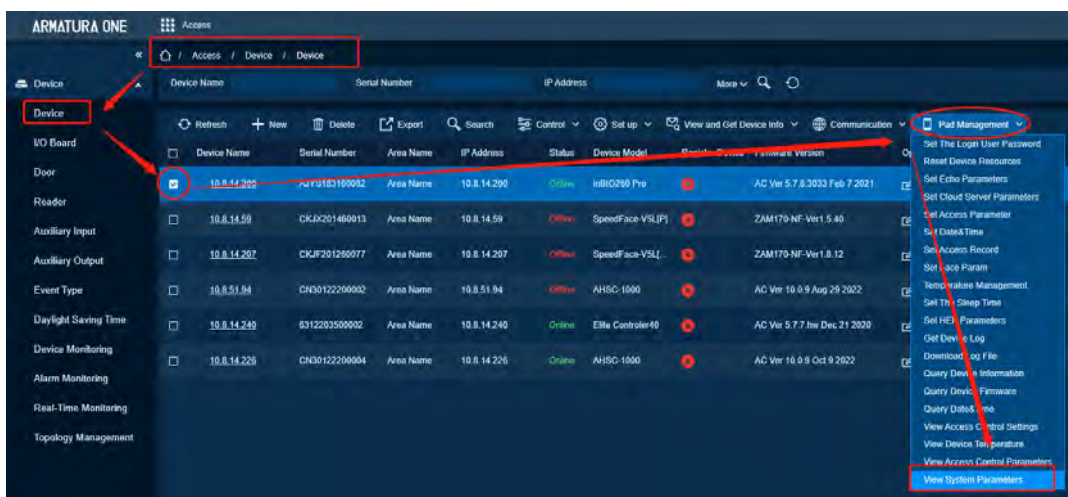 ARMATURA ONE
Access
« / Access / Device / Device
Device
Device Name Serial Number IP Address More
Device
Refresh New Delete Export Search Control Set up View and Get Device Info Communication Pad Management
I/O Board
Device Name Serial Number Area Name IP Address Status Device Model Firmware Version
Door
10.8.14.200 Area Name 10.8.14.200 Online inBIO260 Pro AC Ver 5.7.8.3033 Feb 7 2021
Reader
10.8.14.59 CKJX201460013 Area Name 10.8.14.59 Offline SpeedFace-V5L[P] ZAM170-NF-Ver1.5.40
Auxiliary Input
Auxiliary Output
10.8.14.207 CKJF201260077 Area Name 10.8.14.207 Offline SpeedFace-V5L[... ZAM170-NF-Ver1.8.12
Event Type
10.8.51.94 CN30122200002 Area Name 10.8.51.94 Offline AHSC-1000 AC Ver 10.0.9 Aug 29 2022
Daylight Saving Time
10.8.14.240 6312203500002 Area Name 10.8.14.240 Online Elite Controler40 AC Ver 5.7.7.hw Dec 21 2020
Device Monitoring
10.8.14.226 CN30122200004 Area Name 10.8.14.226 Online AHSC-1000 AC Ver 10.0.9 Oct 9 2022
Alarm Monitoring
Real-Time Monitoring
Topology Management
Set The Login User Password
Reset Device Resources
Set Echo Parameters
Set Cloud Server Parameters
Set Access Parameter
Set Date&Time
Set Access Record
Set Face Param
Temperature Management
Set The Sleep Time
Set Parameters
Get Device Log
Download Log File
Query Device Information
Query Device Firmware
Query Date&Time
View Access Control Settings
View Device Temperature
View Access Control Parameters
View System Parameters